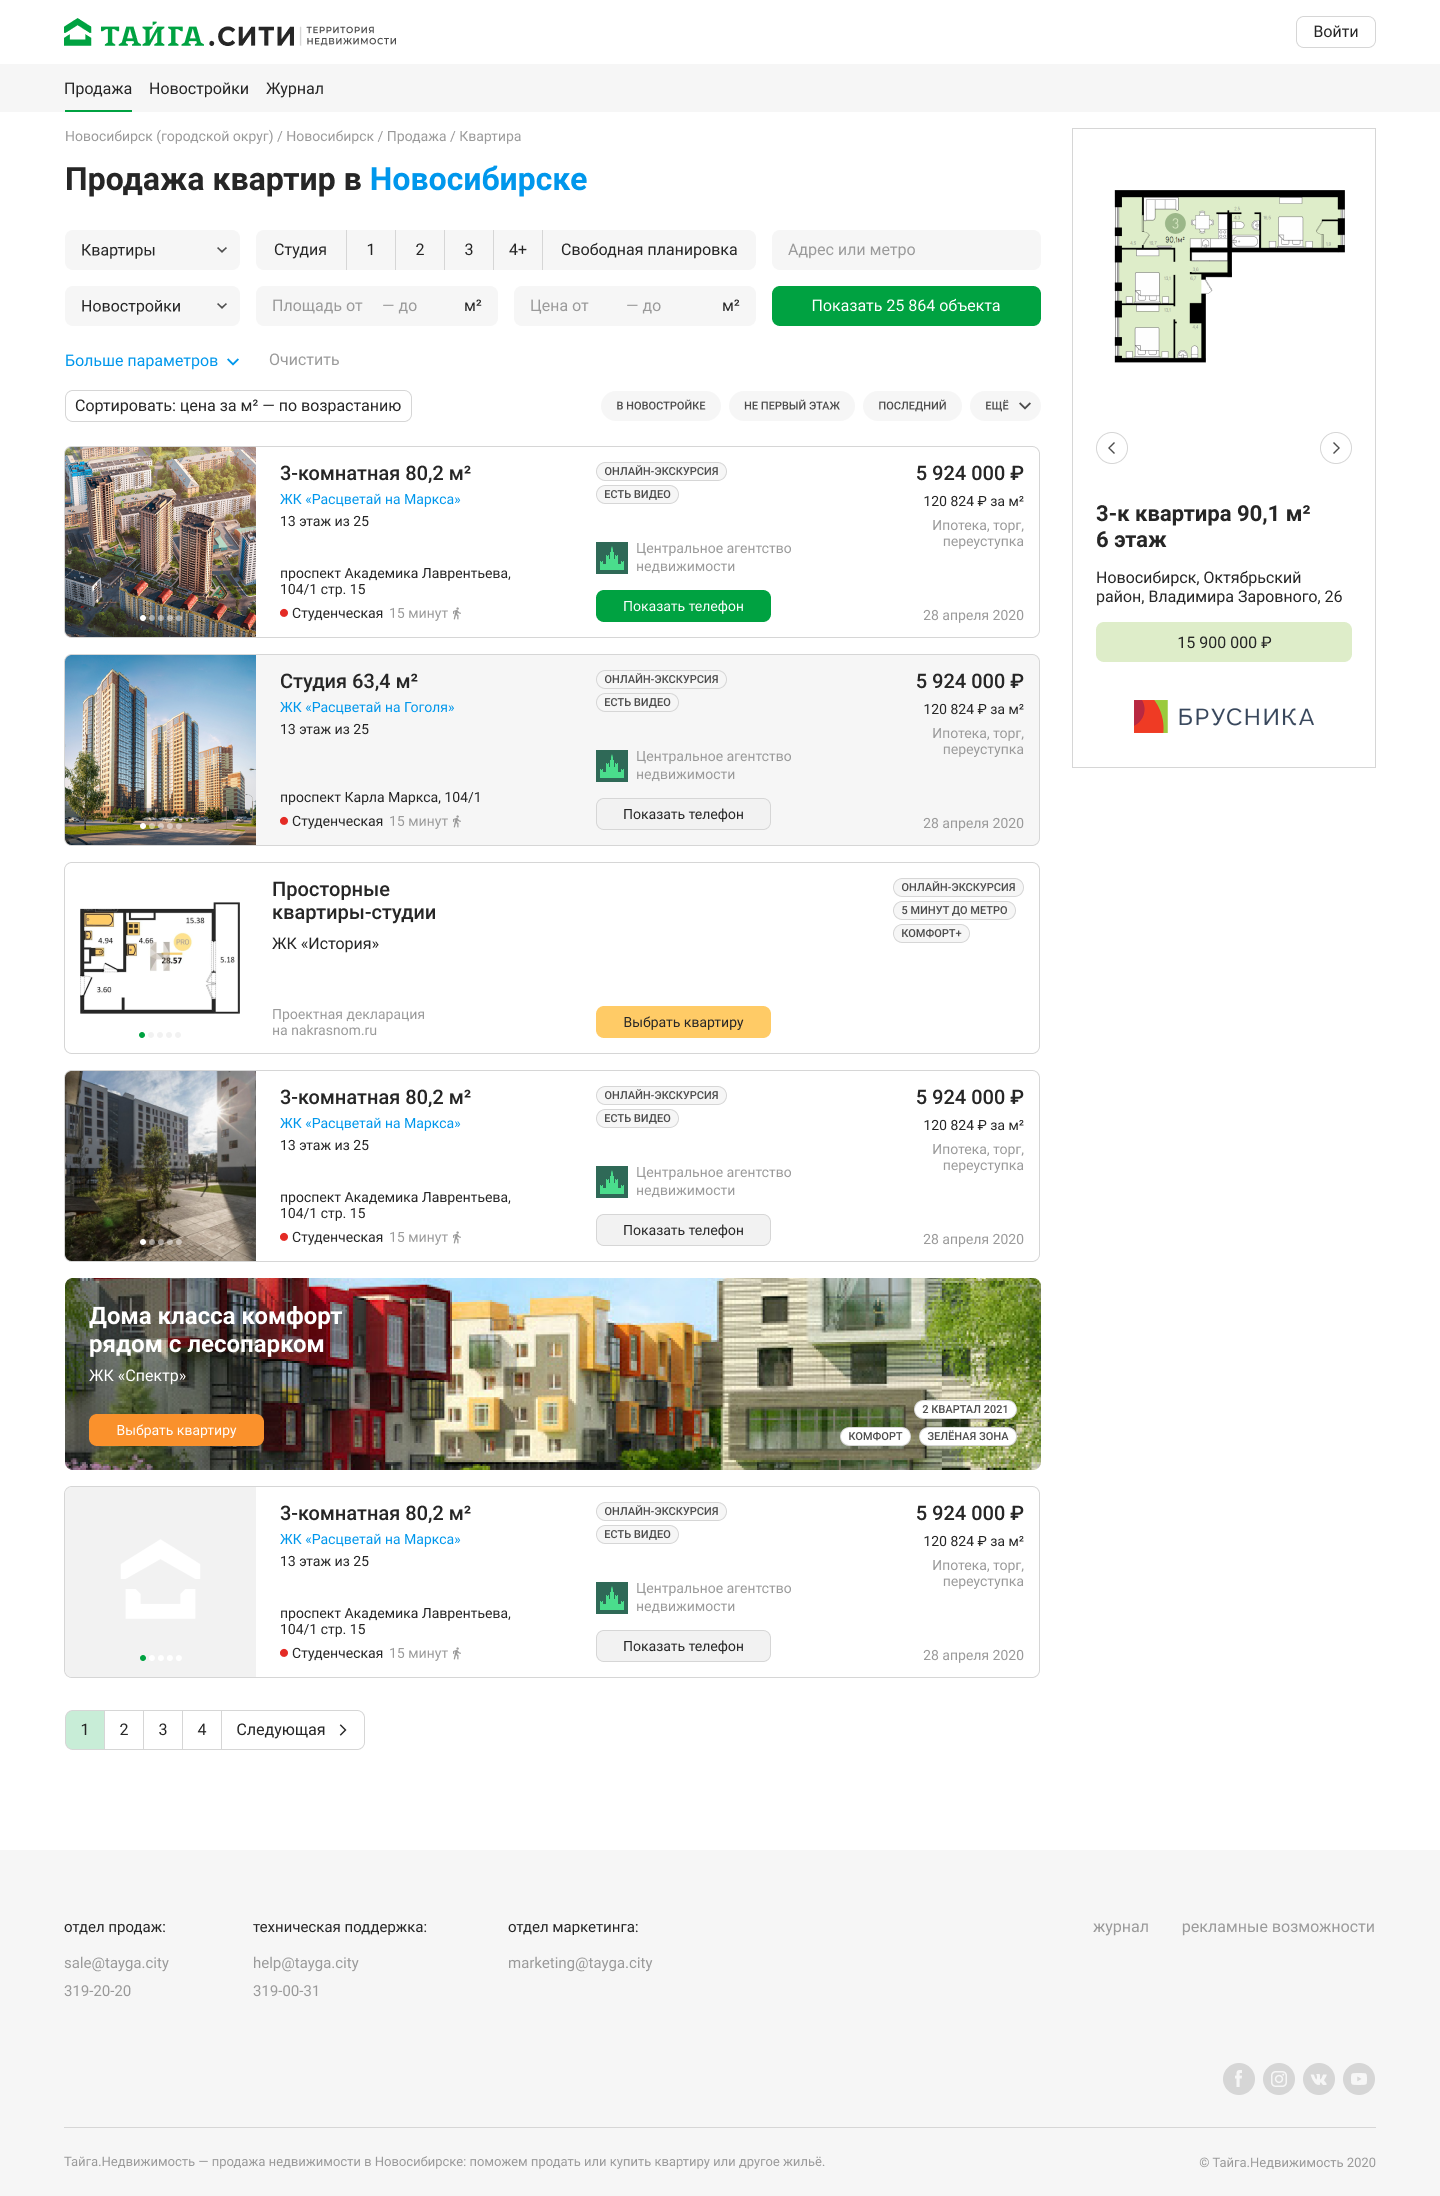 ТАЙГА.СИТИ
ТЕРРИТОРИЯ
НЕДВИЖИМОСТИ
Войти
Продажа Новостройки Журнал
Новосибирск (городской округ) / Новосибирск / Продажа / Квартира
Продажа квартир в Новосибирске
Квартиры
Студия 1 2 3 4+ Свободная планировка
Адрес или метро
Новостройки
Площадь от — до м²
Цена от — до м²
Показать 25 864 объекта
Больше параметров
Очистить
Сортировать: цена за м² — по возрастанию
В НОВОСТРОЙКЕ
НЕ ПЕРВЫЙ ЭТАЖ
ПОСЛЕДНИЙ
ЕЩЁ
3-комнатная 80,2 м²
ЖК «Расцветай на Маркса»
13 этаж из 25
проспект Академика Лаврентьева,
104/1 стр. 15
Студенческая 15 минут
ОНЛАЙН-ЭКСКУРСИЯ
ЕСТЬ ВИДЕО
Центральное агентство
недвижимости
Показать телефон
5 924 000 ₽
120 824 ₽ за м²
Ипотека, торг,
переуступка
28 апреля 2020
Студия 63,4 м²
ЖК «Расцветай на Гоголя»
13 этаж из 25
проспект Карла Маркса, 104/1
Студенческая 15 минут
ОНЛАЙН-ЭКСКУРСИЯ
ЕСТЬ ВИДЕО
Центральное агентство
недвижимости
Показать телефон
5 924 000 ₽
120 824 ₽ за м²
Ипотека, торг,
переуступка
28 апреля 2020
15.38
4.94
4.66
PRO
28.57
5.18
3.60
Просторные
квартиры-студии
ЖК «История»
Проектная декларация
на nakrasnom.ru
Выбрать квартиру
ОНЛАЙН-ЭКСКУРСИЯ
5 МИНУТ ДО МЕТРО
КОМФОРТ+
3-комнатная 80,2 м²
ЖК «Расцветай на Маркса»
13 этаж из 25
проспект Академика Лаврентьева,
104/1 стр. 15
Студенческая 15 минут
ОНЛАЙН-ЭКСКУРСИЯ
ЕСТЬ ВИДЕО
Центральное агентство
недвижимости
Показать телефон
5 924 000 ₽
120 824 ₽ за м²
Ипотека, торг,
переуступка
28 апреля 2020
Дома класса комфорт
рядом с лесопарком
ЖК «Спектр»
Выбрать квартиру
2 КВАРТАЛ 2021
КОМФОРТ
ЗЕЛЁНАЯ ЗОНА
3-комнатная 80,2 м²
ЖК «Расцветай на Маркса»
13 этаж из 25
проспект Академика Лаврентьева,
104/1 стр. 15
Студенческая 15 минут
ОНЛАЙН-ЭКСКУРСИЯ
ЕСТЬ ВИДЕО
Центральное агентство
недвижимости
Показать телефон
5 924 000 ₽
120 824 ₽ за м²
Ипотека, торг,
переуступка
28 апреля 2020
1 2 3 4 Следующая
3
90.1м²
3-к квартира 90,1 м²
6 этаж
Новосибирск, Октябрьский
район, Владимира Заровного, 26
15 900 000 ₽
БРУСНИКА
отдел продаж:
sale@tayga.city
319-20-20
техническая поддержка:
help@tayga.city
319-00-31
отдел маркетинга:
marketing@tayga.city
журнал
рекламные возможности
Тайга.Недвижимость — продажа недвижимости в Новосибирске: поможем продать или купить квартиру или другое жильё.
© Тайга.Недвижимость 2020